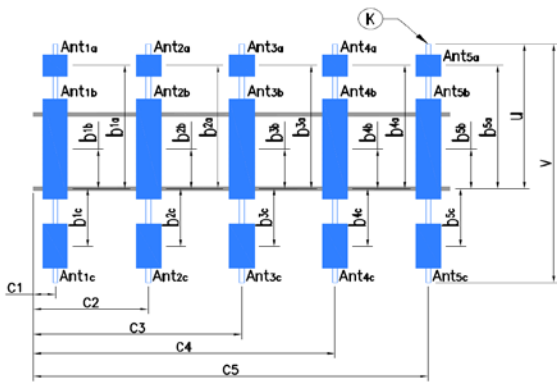 K
Ant1a Ant2a Ant3a Ant4a Ant5a
Ant1b Ant2b Ant3b Ant4b Ant5b
b1b b1a b2b b2a b3b b3a b4b b4a b5b b5a u v
b1c b2c b3c b4c b5c
Ant1c Ant2c Ant3c Ant4c Ant5c
C1
C2
C3
C4
C5